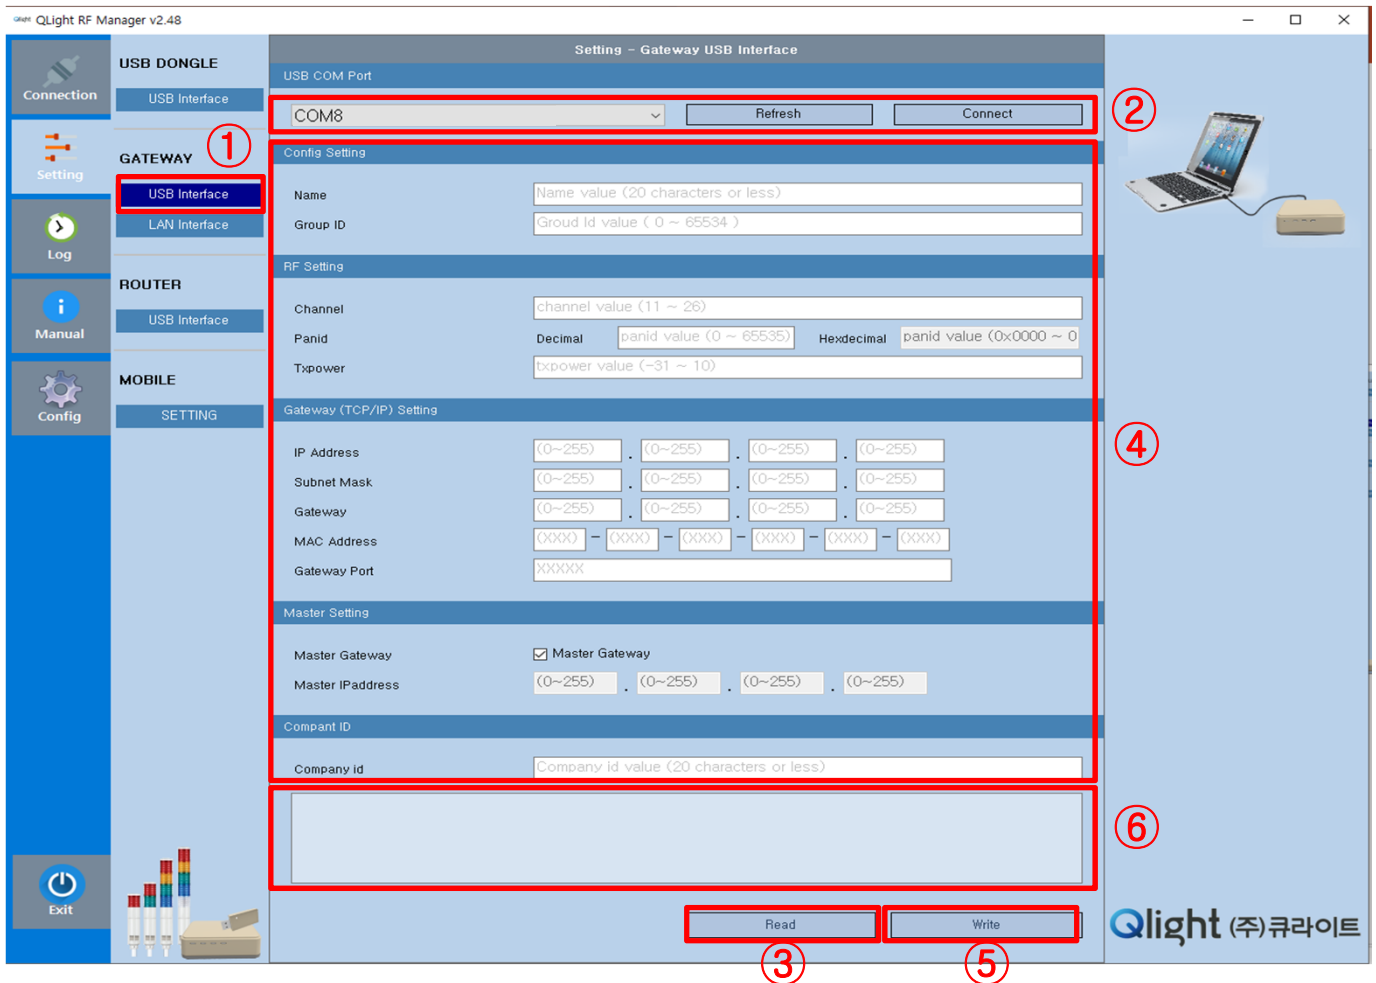 QLight RF Manager v2.48
Connection
Setting
Log
Manual
Config
Exit
USB DONGLE
USB Interface
①
GATEWAY
USB Interface
LAN Interface
ROUTER
USB Interface
MOBILE
SETTING
Setting - Gateway USB Interface
USB COM Port
COM8 Refresh Connect
②
Config Setting
Name Name value (20 characters or less)
Group ID Groud Id value ( 0 ~ 65534 )
RF Setting
Channel channel value (11 ~ 26)
Panid Decimal panid value (0 ~ 65535) Hexdecimal panid value (0x0000 ~ 0
Txpower txpower value (-31 ~ 10)
Gateway (TCP/IP) Setting
④
IP Address (0~255) . (0~255) . (0~255) . (0~255)
Subnet Mask (0~255) . (0~255) . (0~255) . (0~255)
Gateway (0~255) . (0~255) . (0~255) . (0~255)
MAC Address (XXX) - (XXX) - (XXX) - (XXX) - (XXX) - (XXX)
Gateway Port XXXXX
Master Setting
Master Gateway Master Gateway
Master IPaddress (0~255) . (0~255) . (0~255) . (0~255)
Compant ID
Company id Company id value (20 characters or less)
⑥
Read Write
③ ⑤
Qlight (주)큐라이트